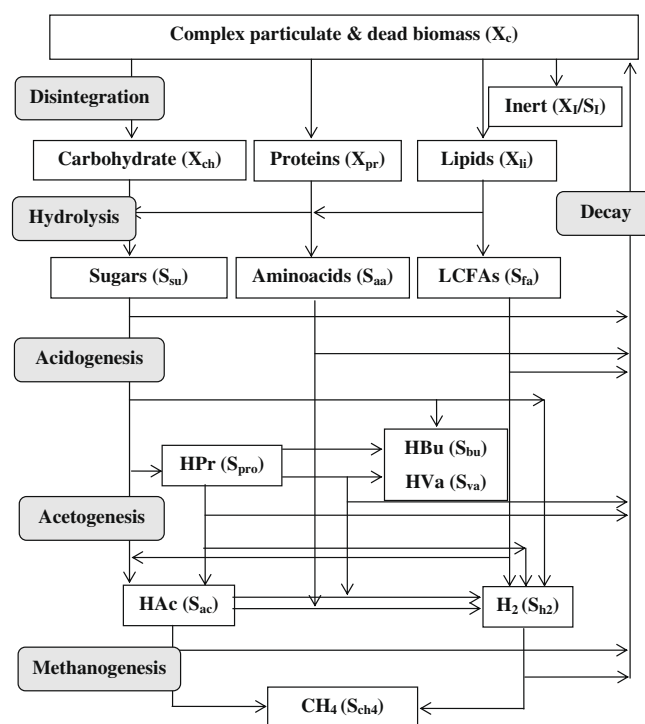 Complex particulate & dead biomass (Xc)
Disintegration
Inert (XI/SI)
Carbohydrate (Xch)
Proteins (Xpr)
Lipids (Xli)
Hydrolysis
Decay
Sugars (Ssu)
Aminoacids (Saa)
LCFAs (Sfa)
Acidogenesis
HPr (Spro)
HBu (Sbu)
HVa (Sva)
Acetogenesis
HAc (Sac)
H2 (Sh2)
Methanogenesis
CH4 (Sch4)